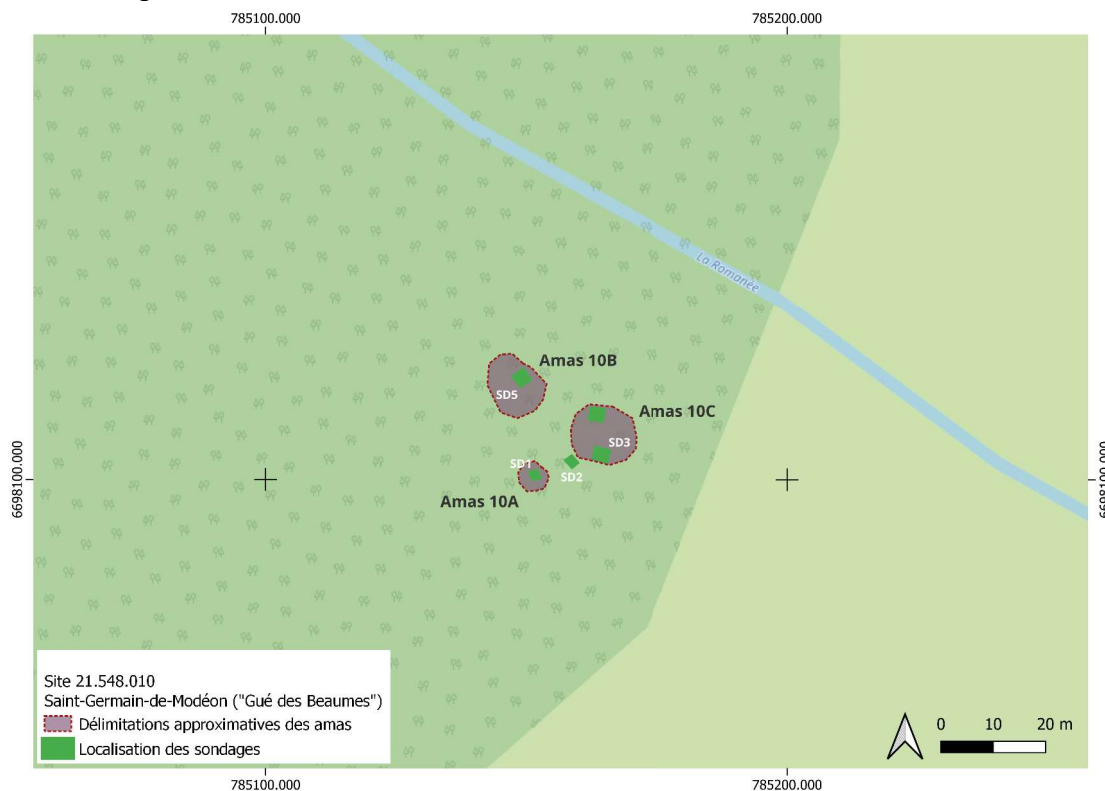 785100.000
785200.000
La Romanée
Amas 10B
SD5
Amas 10C
SD3
SD1
SD2
6698100.000
6698100.000
Amas 10A
Site 21.548.010
Saint-Germain-de-Modéon ("Gué des Beaumes")
Délimitations approximatives des amas
Localisation des sondages
0 10 20 m
785100.000
785200.000